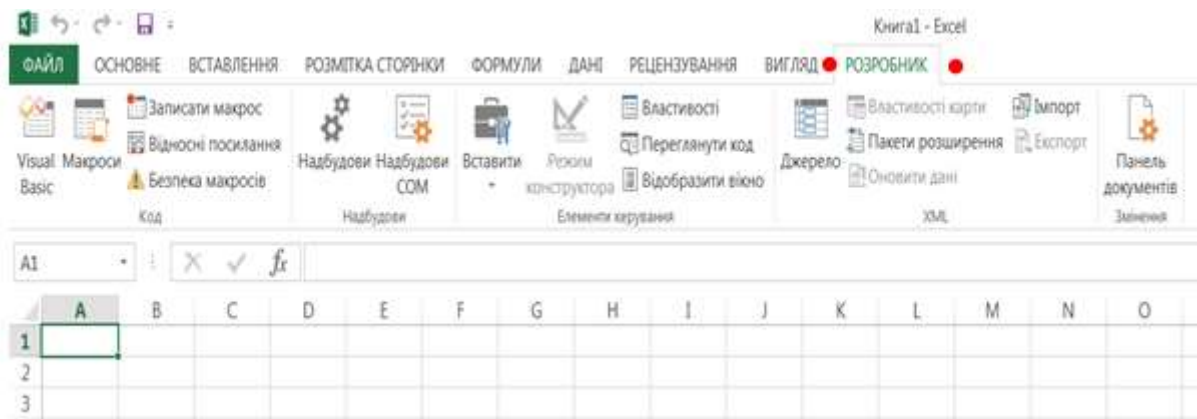 Книга1 - Excel
ФАЙЛ ОСНОВНЕ ВСТАВЛЕННЯ РОЗМІТКА СТОРІНКИ ФОРМУЛИ ДАНІ РЕЦЕНЗУВАННЯ ВИГЛЯД РОЗРОБНИК
Visual Basic
Макроси
Записати макрос
Відносні посилання
Безпека макросів
Код
Надбудови
Надбудови COM
Надбудови
Вставити
Режим конструктора
Властивості
Переглянути код
Відобразити вікно
Елементи керування
Джерело
Властивості карти
Пакети розширення
Оновити дані
Імпорт
Експорт
XML
Панель документів
Змінення
A1 fx
A B C D E F G H I J K L M N O
1
2
3